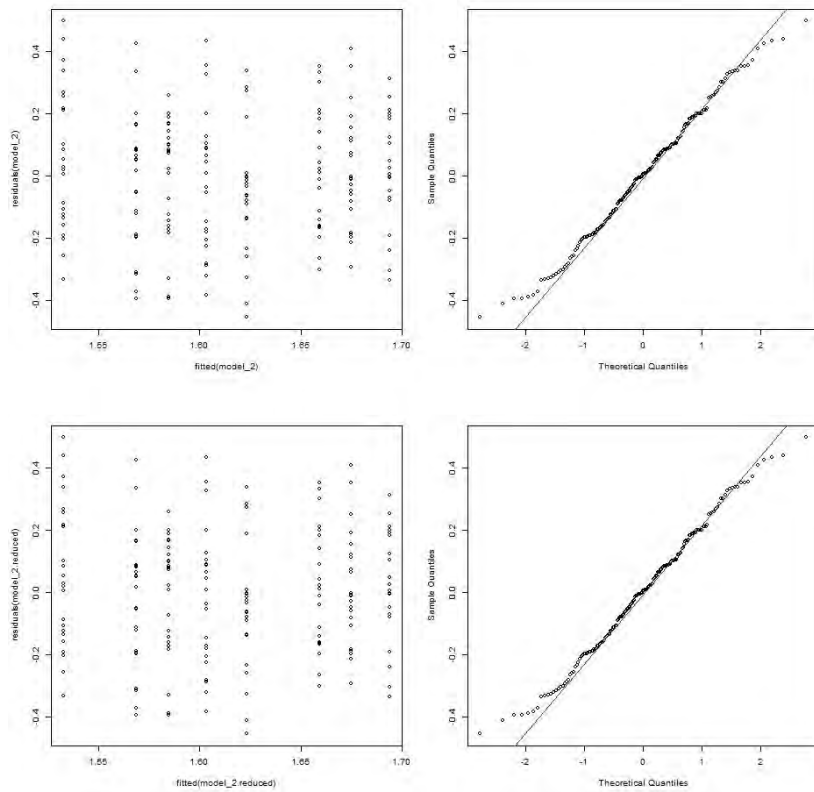 residuals(model_2)
0.4
0.2
0.0
-0.2
-0.4
1.55 1.60 1.65 1.70
fitted(model_2)
Sample Quantiles
0.4
0.2
0.0
-0.2
-0.4
-2 -1 0 1 2
Theoretical Quantiles
residuals(model_2.reduced)
0.4
0.2
0.0
-0.2
-0.4
1.55 1.60 1.65 1.70
fitted(model_2.reduced)
Sample Quantiles
0.4
0.2
0.0
-0.2
-0.4
-2 -1 0 1 2
Theoretical Quantiles